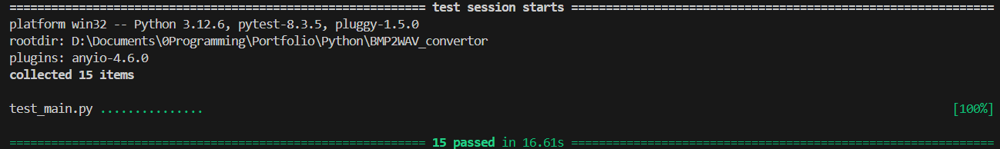 ============================================================ test session starts =============================================================
platform win32 -- Python 3.12.6, pytest-8.3.5, pluggy-1.5.0
rootdir: D:\Documents\0Programming\Portfolio\Python\BMP2WAV_convertor
plugins: anyio-4.6.0
collected 15 items
test_main.py ............... [100%]
============================================================ 15 passed in 16.61s =============================================================